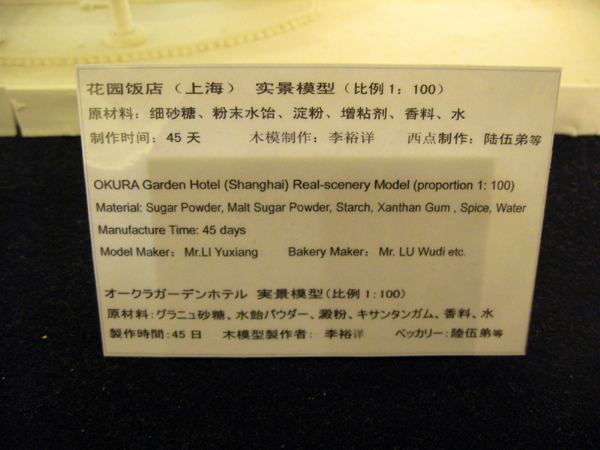 花园饭店（上海） 实景模型（比例 1：100）
原材料：细砂糖、粉末水饴、淀粉、增粘剂、香料、水
制作时间：45 天 木模制作：李裕洋 西点制作：陆伍弟等
OKURA Garden Hotel (Shanghai) Real-scenery Model (proportion 1: 100)
Material: Sugar Powder, Malt Sugar Powder, Starch, Xanthan Gum , Spice, Water
Manufacture Time: 45 days
Model Maker： Mr.LI Yuxiang Bakery Maker： Mr. LU Wudi etc.
オークラガーデンホテル 実景模型（比例 1：100）
原材料：グラニュ砂糖、水飴パウダー、澱粉、キサンタンガム、香料、水
製作時間：45 日 木模型製作者： 李裕洋 ベッカリー：陸伍弟等